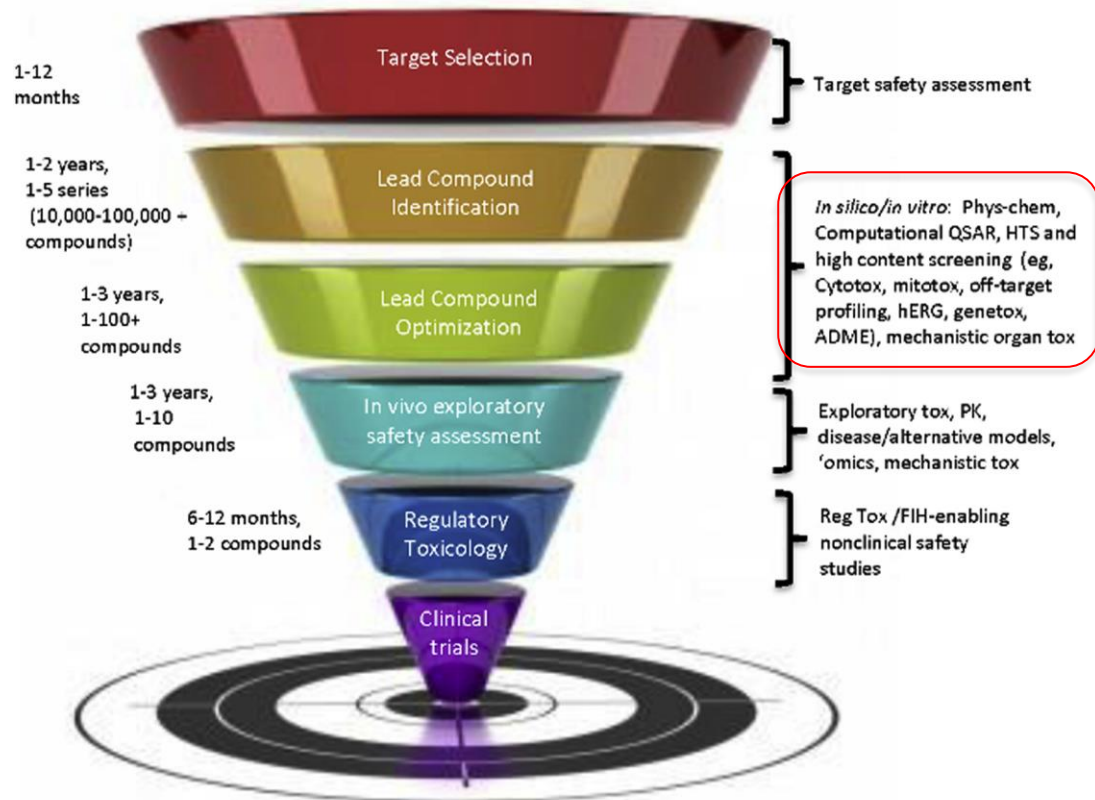 Target Selection
1-12
months
Target safety assessment
1-2 years,
1-5 series
(10,000-100,000 +
compounds)
Lead Compound
Identification
In silico/in vitro: Phys-chem,
Computational QSAR, HTS and
high content screening (eg,
Cytotox, mitotox, off-target
profiling, hERG, genetox,
ADME), mechanistic organ tox
1-3 years,
1-100+
compounds
Lead Compound
Optimization
1-3 years,
1-10
compounds
In vivo exploratory
safety assessment
Exploratory tox, PK,
disease/alternative models,
‘omics, mechanistic tox
6-12 months,
1-2 compounds
Regulatory
Toxicology
Reg Tox /FIH-enabling
nonclinical safety
studies
Clinical
trials